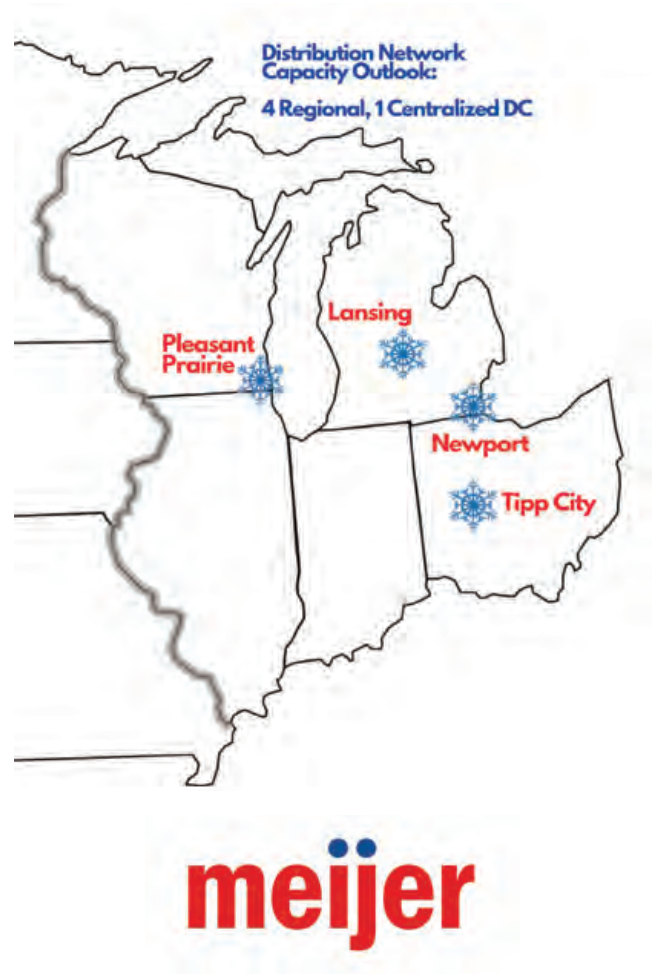 Distribution Network
Capacity Outlook:
4 Regional, 1 Centralized DC
Lansing
Pleasant
Prairie
Newport
Tipp City
meijer